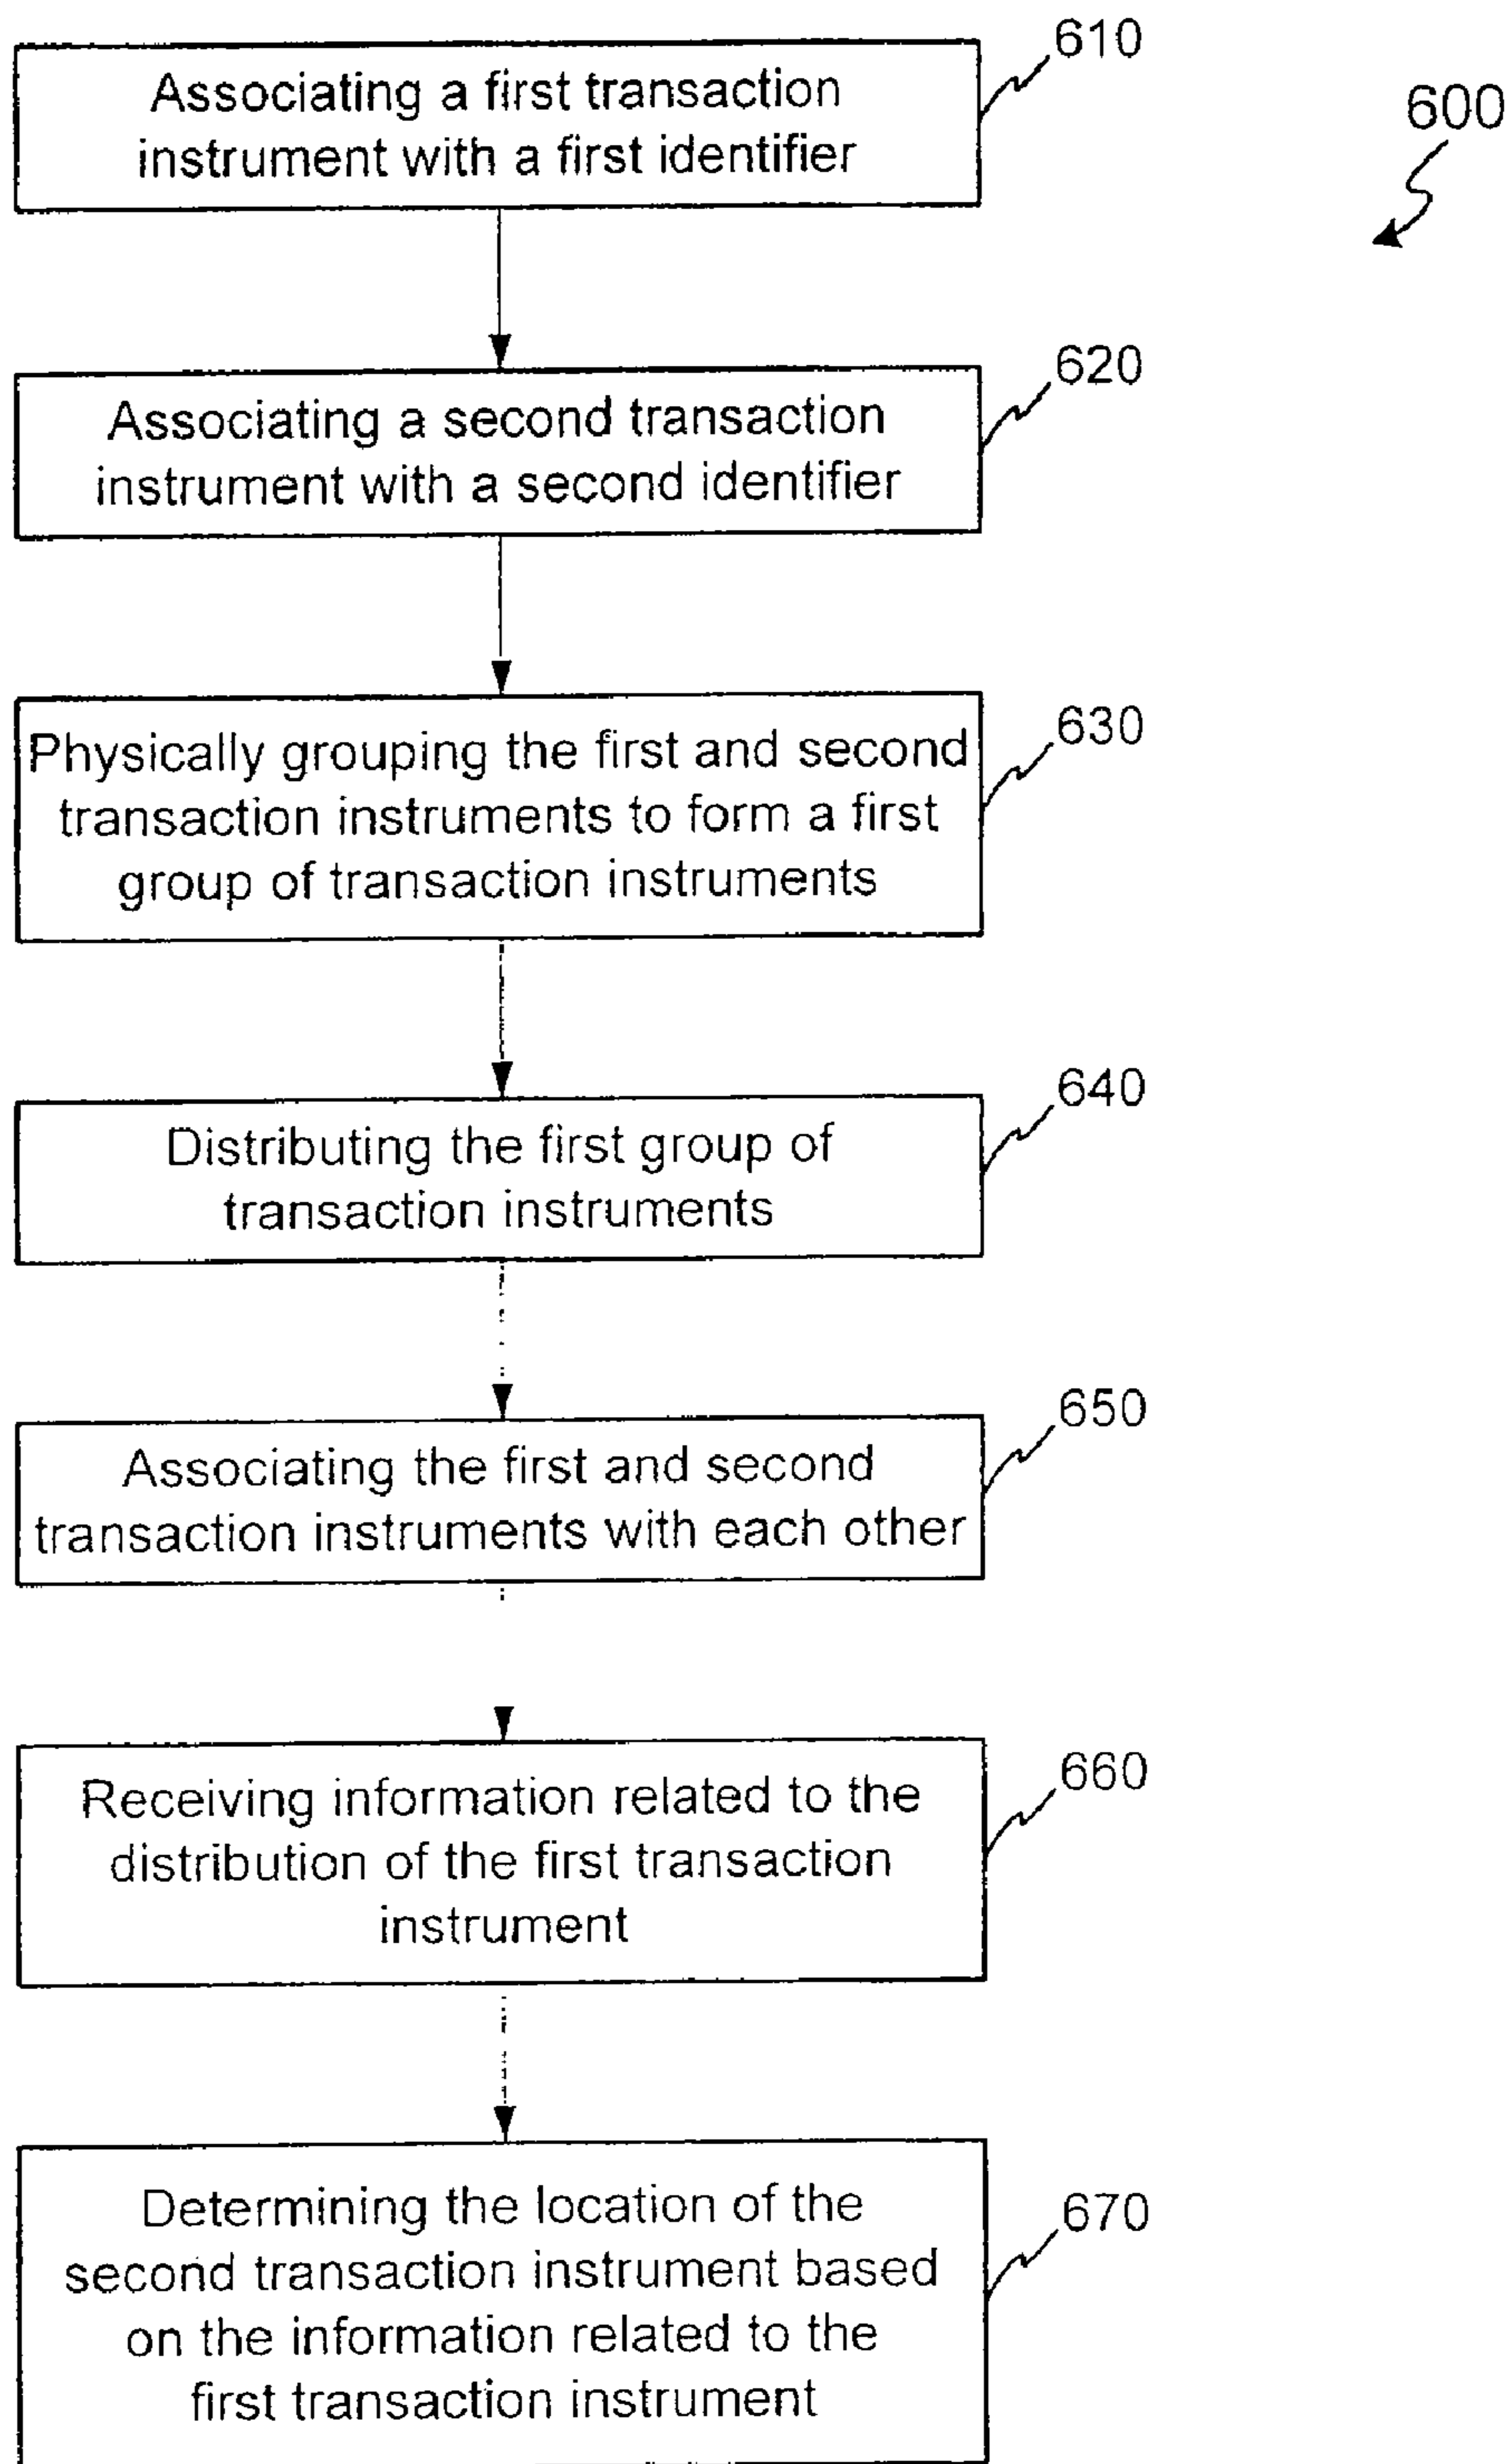 610
Associating a first transaction
instrument with a first identifier
600
620
Associating a second transaction
instrument with a second identifier
630
Physically grouping the first and second
transaction instruments to form a first
group of transaction instruments
640
Distributing the first group of
transaction instruments
650
Associating the first and second
transaction instruments with each other
660
Receiving information related to the
distribution of the first transaction
instrument
670
Determining the location of the
second transaction instrument based
on the information related to the
first transaction instrument